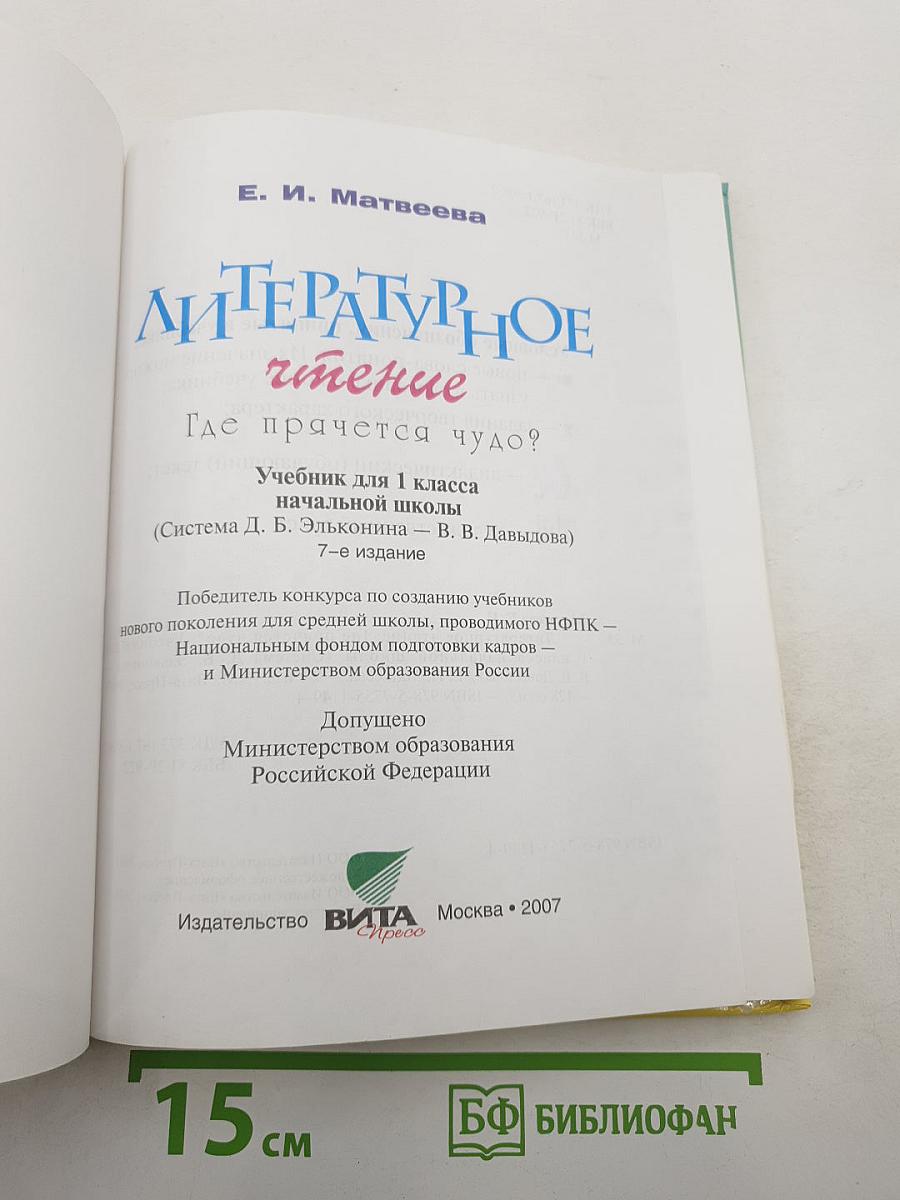 Е. И. Матвеева
ЛИТЕРАТУРНОЕ
чтение
Где прячется чудо?
Учебник для 1 класса
начальной школы
(Система Д. Б. Эльконина — В. В. Давыдова)
7-е издание
Победитель конкурса по созданию учебников
нового поколения для средней школы, проводимого НФПК —
Национальным фондом подготовки кадров —
и Министерством образования России
Допущено
Министерством образования
Российской Федерации
Издательство ВИТА Пресс Москва • 2007
15 см БФ БИБЛИОФАН